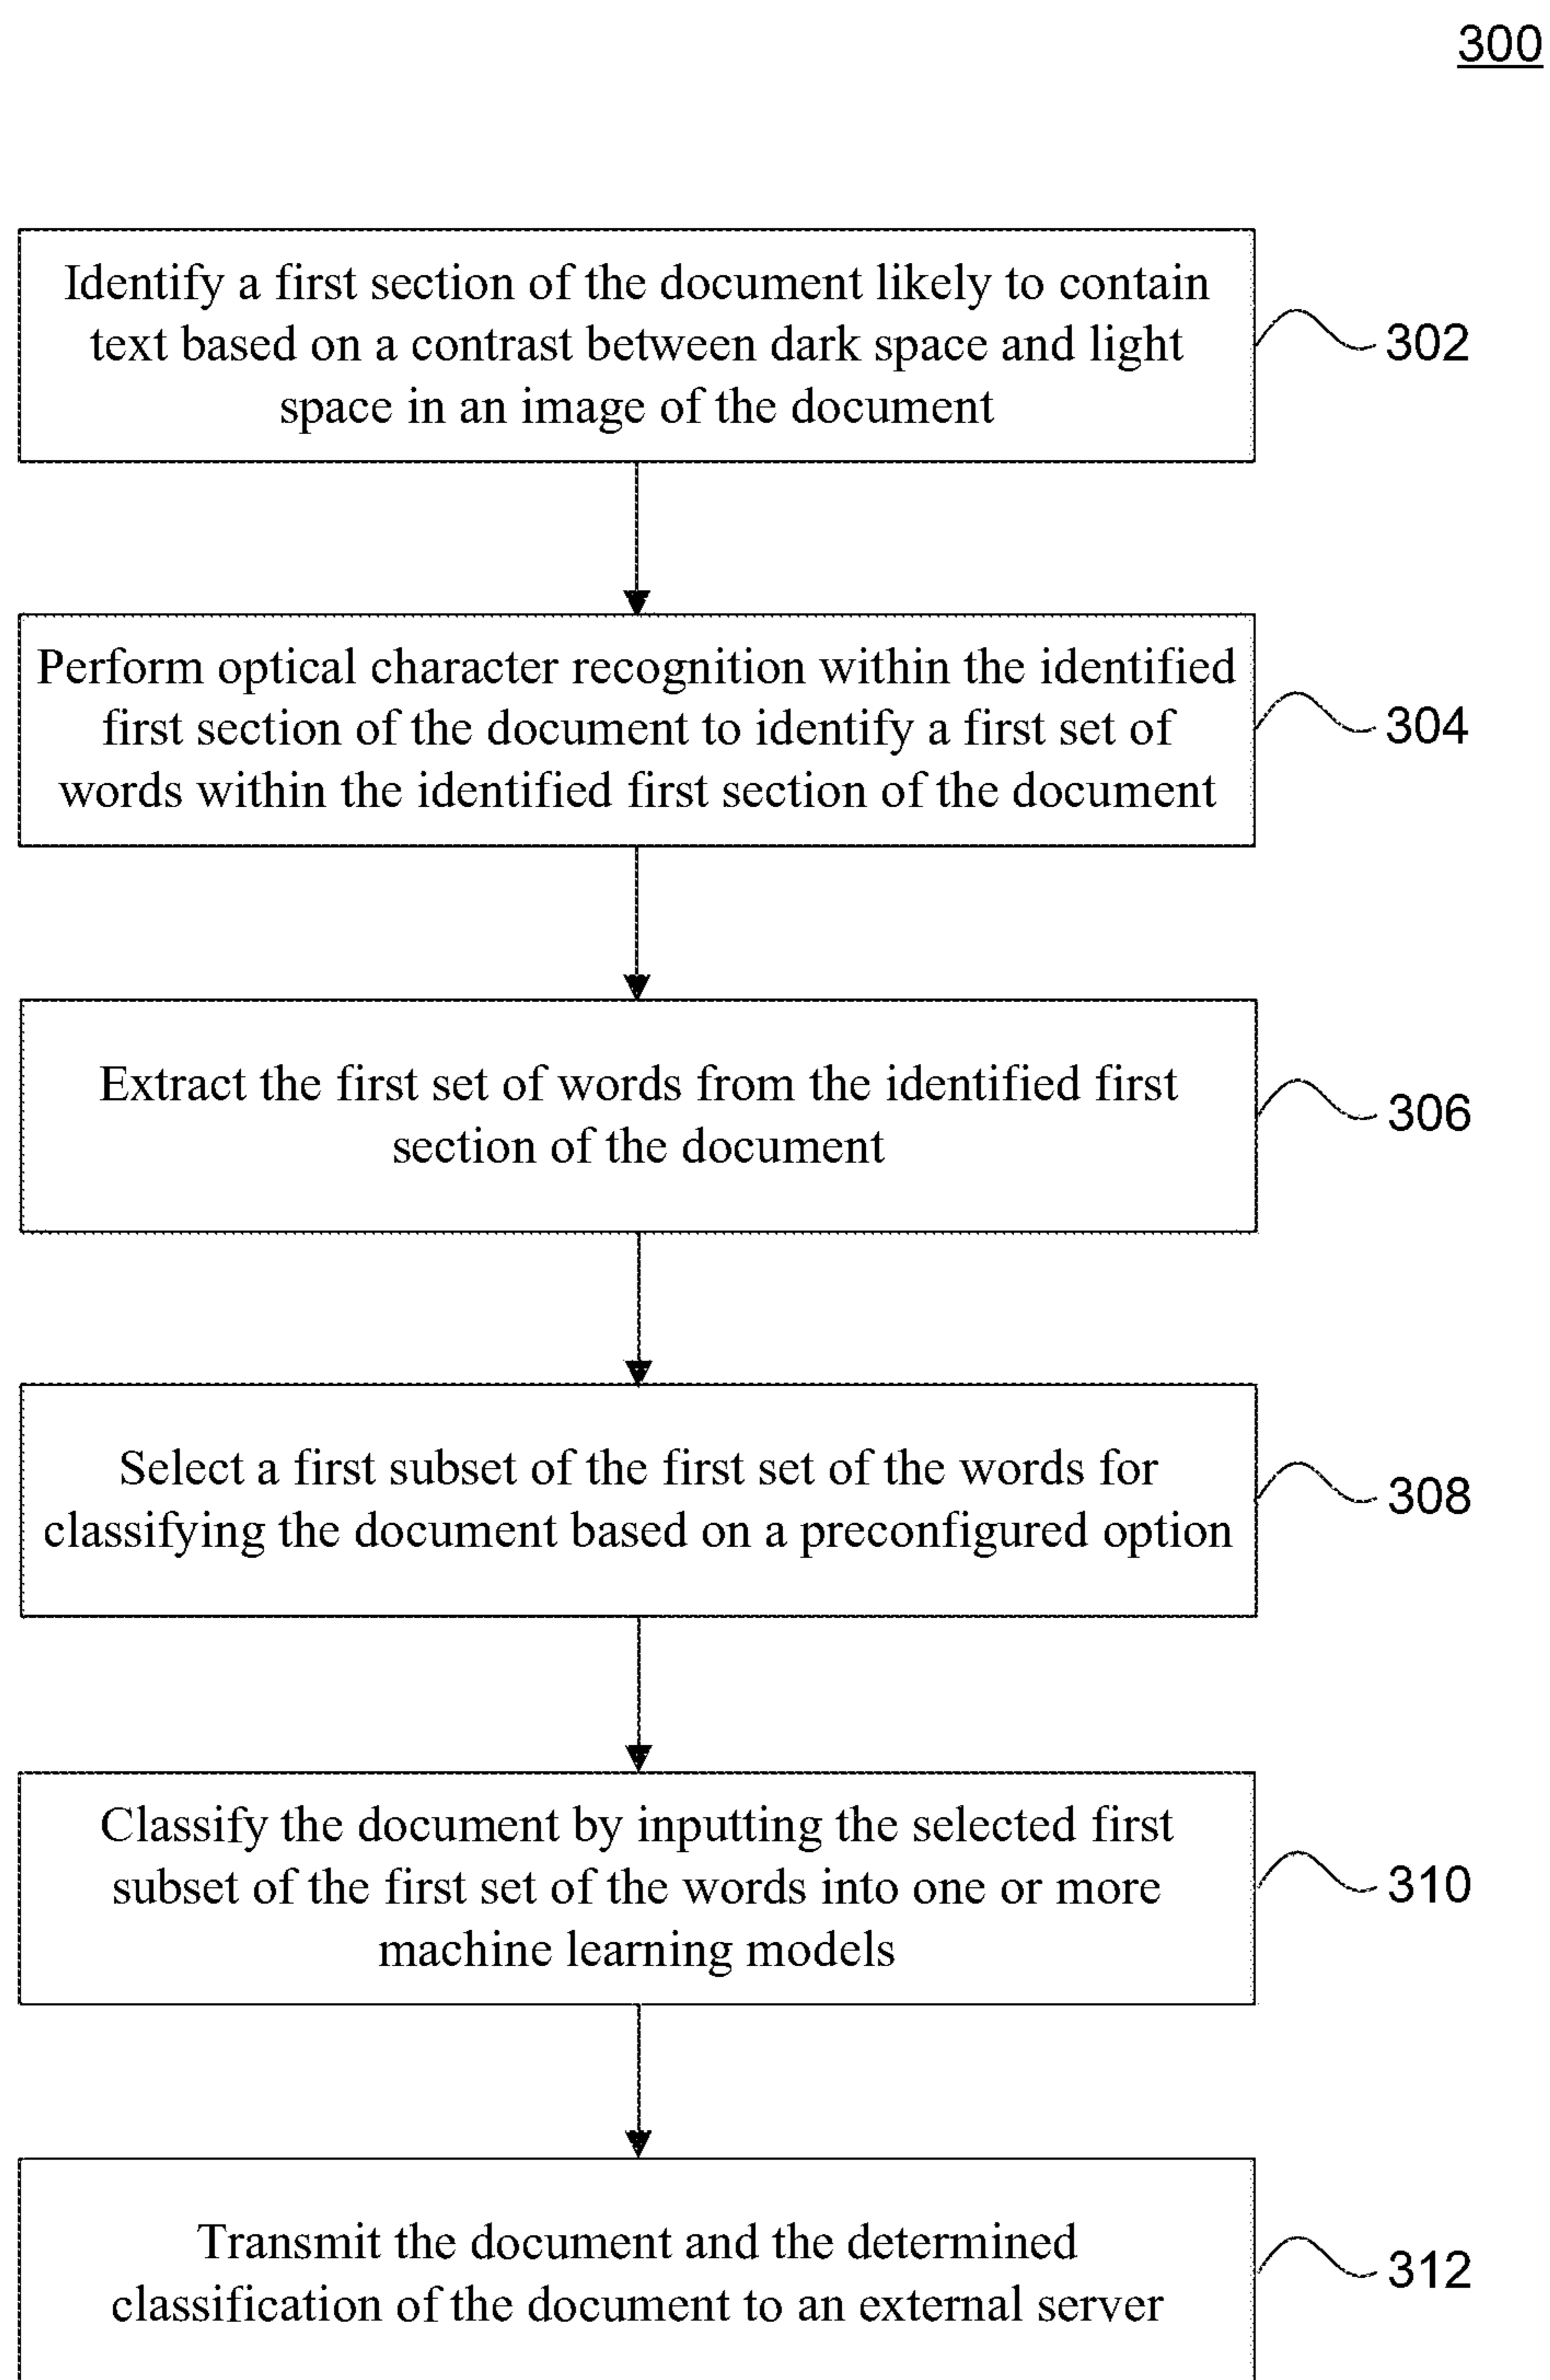 300
Identify a first section of the document likely to contain
text based on a contrast between dark space and light
space in an image of the document
302
Perform optical character recognition within the identified
first section of the document to identify a first set of
words within the identified first section of the document
304
Extract the first set of words from the identified first
section of the document
306
Select a first subset of the first set of the words for
classifying the document based on a preconfigured option
308
Classify the document by inputting the selected first
subset of the first set of the words into one or more
machine learning models
310
Transmit the document and the determined
classification of the document to an external server
312